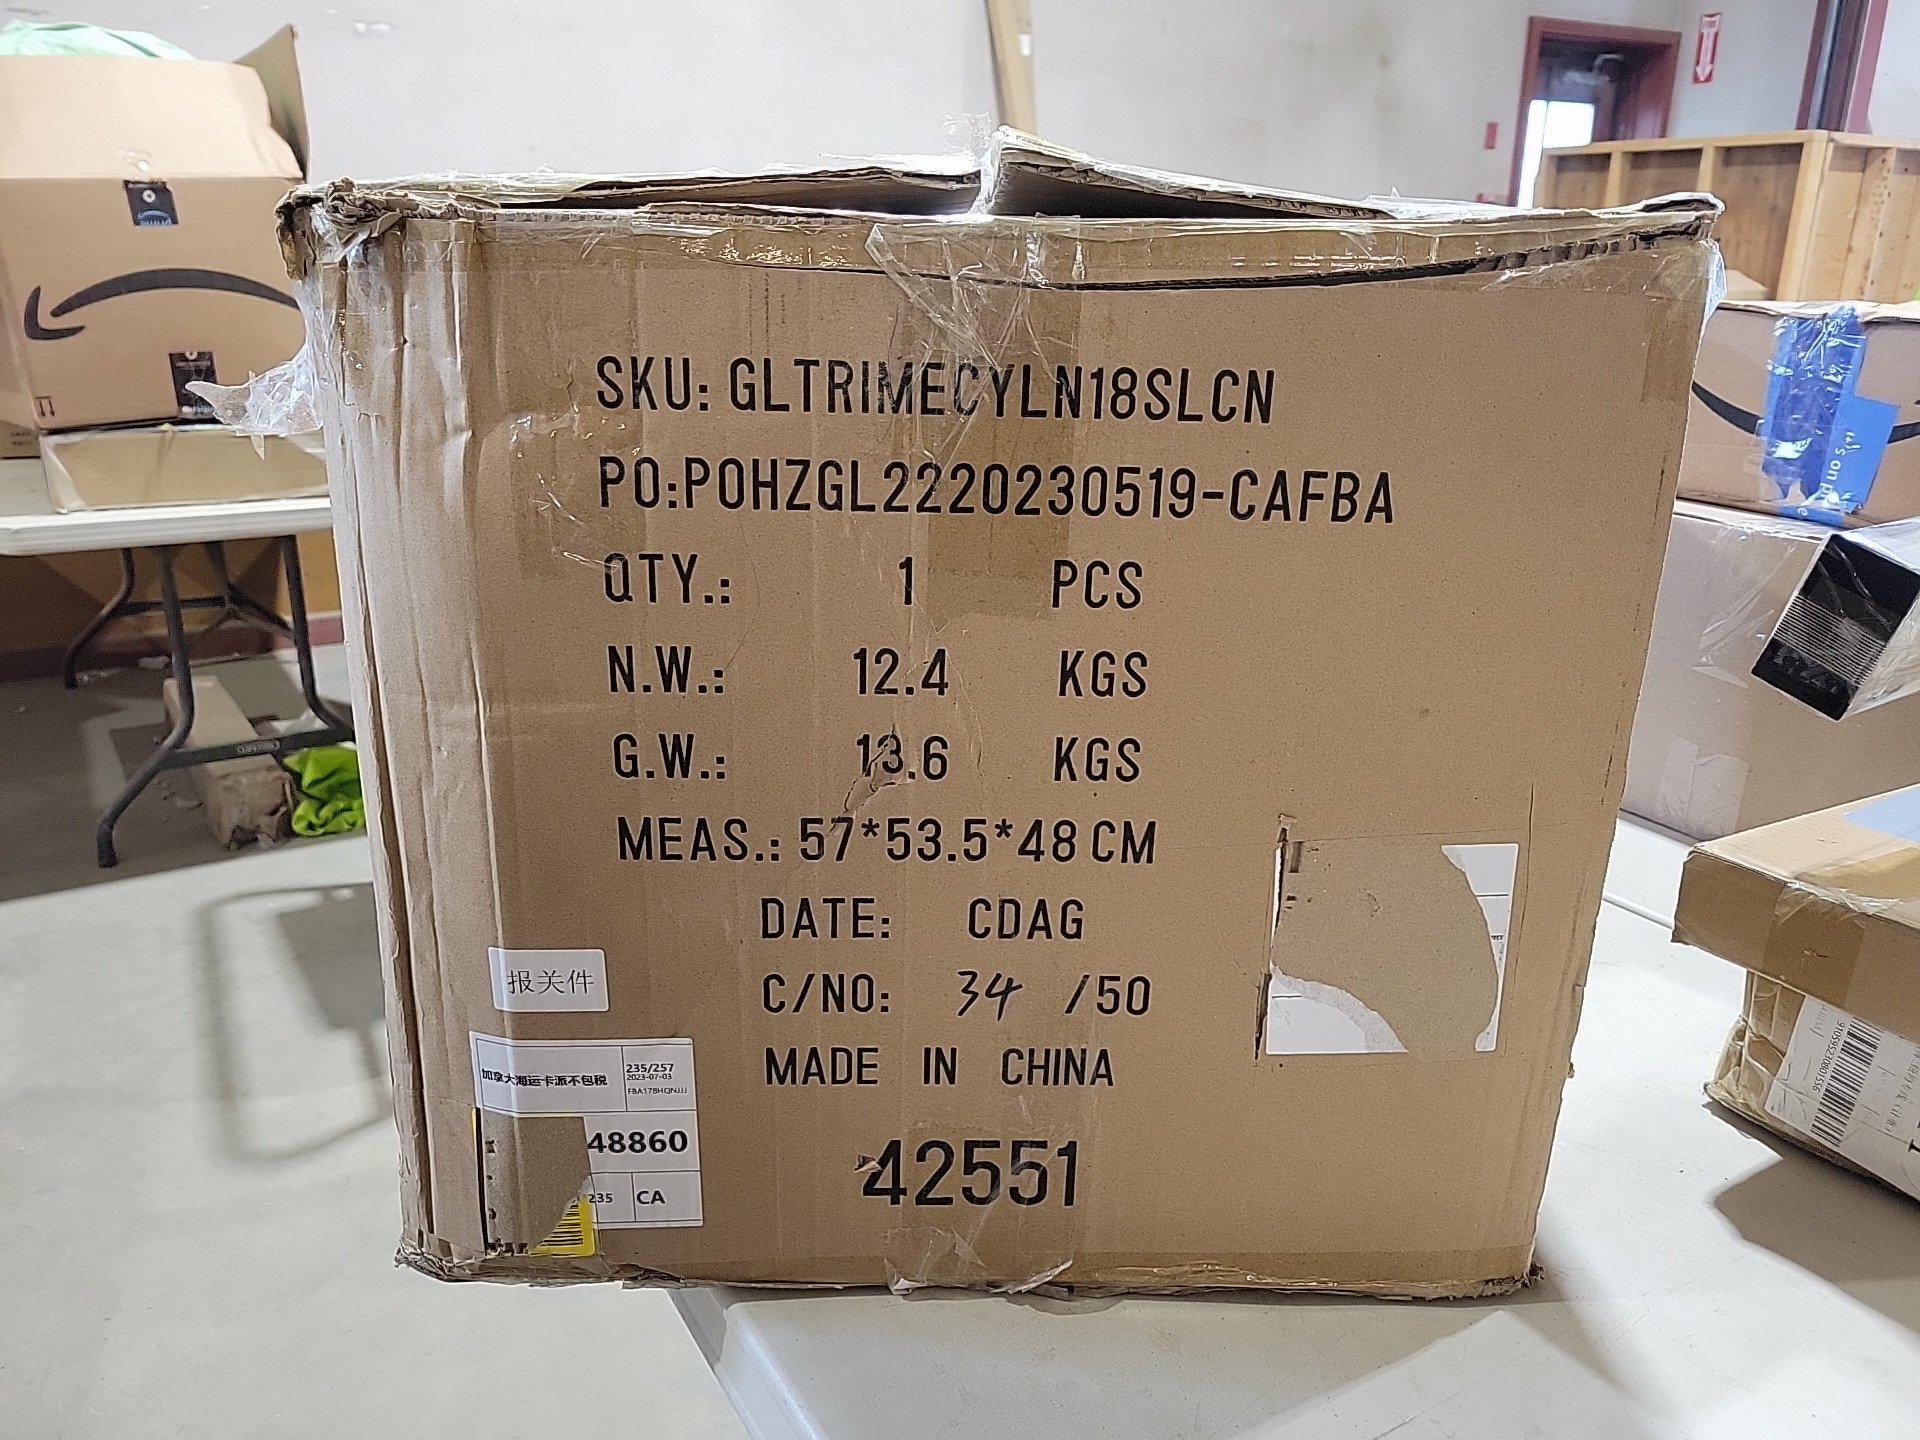 SKU: GLTRIMECYLN18SLCN
PO:POHZGL2220230519-CAFBA
QTY.: 1 PCS
N.W.: 12.4 KGS
G.W.: 13.6 KGS
MEAS.: 57*53.5*48 CM
DATE: CDAG
C/NO: 34 /50
MADE IN CHINA
42551
报关件
加拿大海运卡派不包税
235/257
2023-07-03
FBA17BHQNJJJ
48860
235
CA